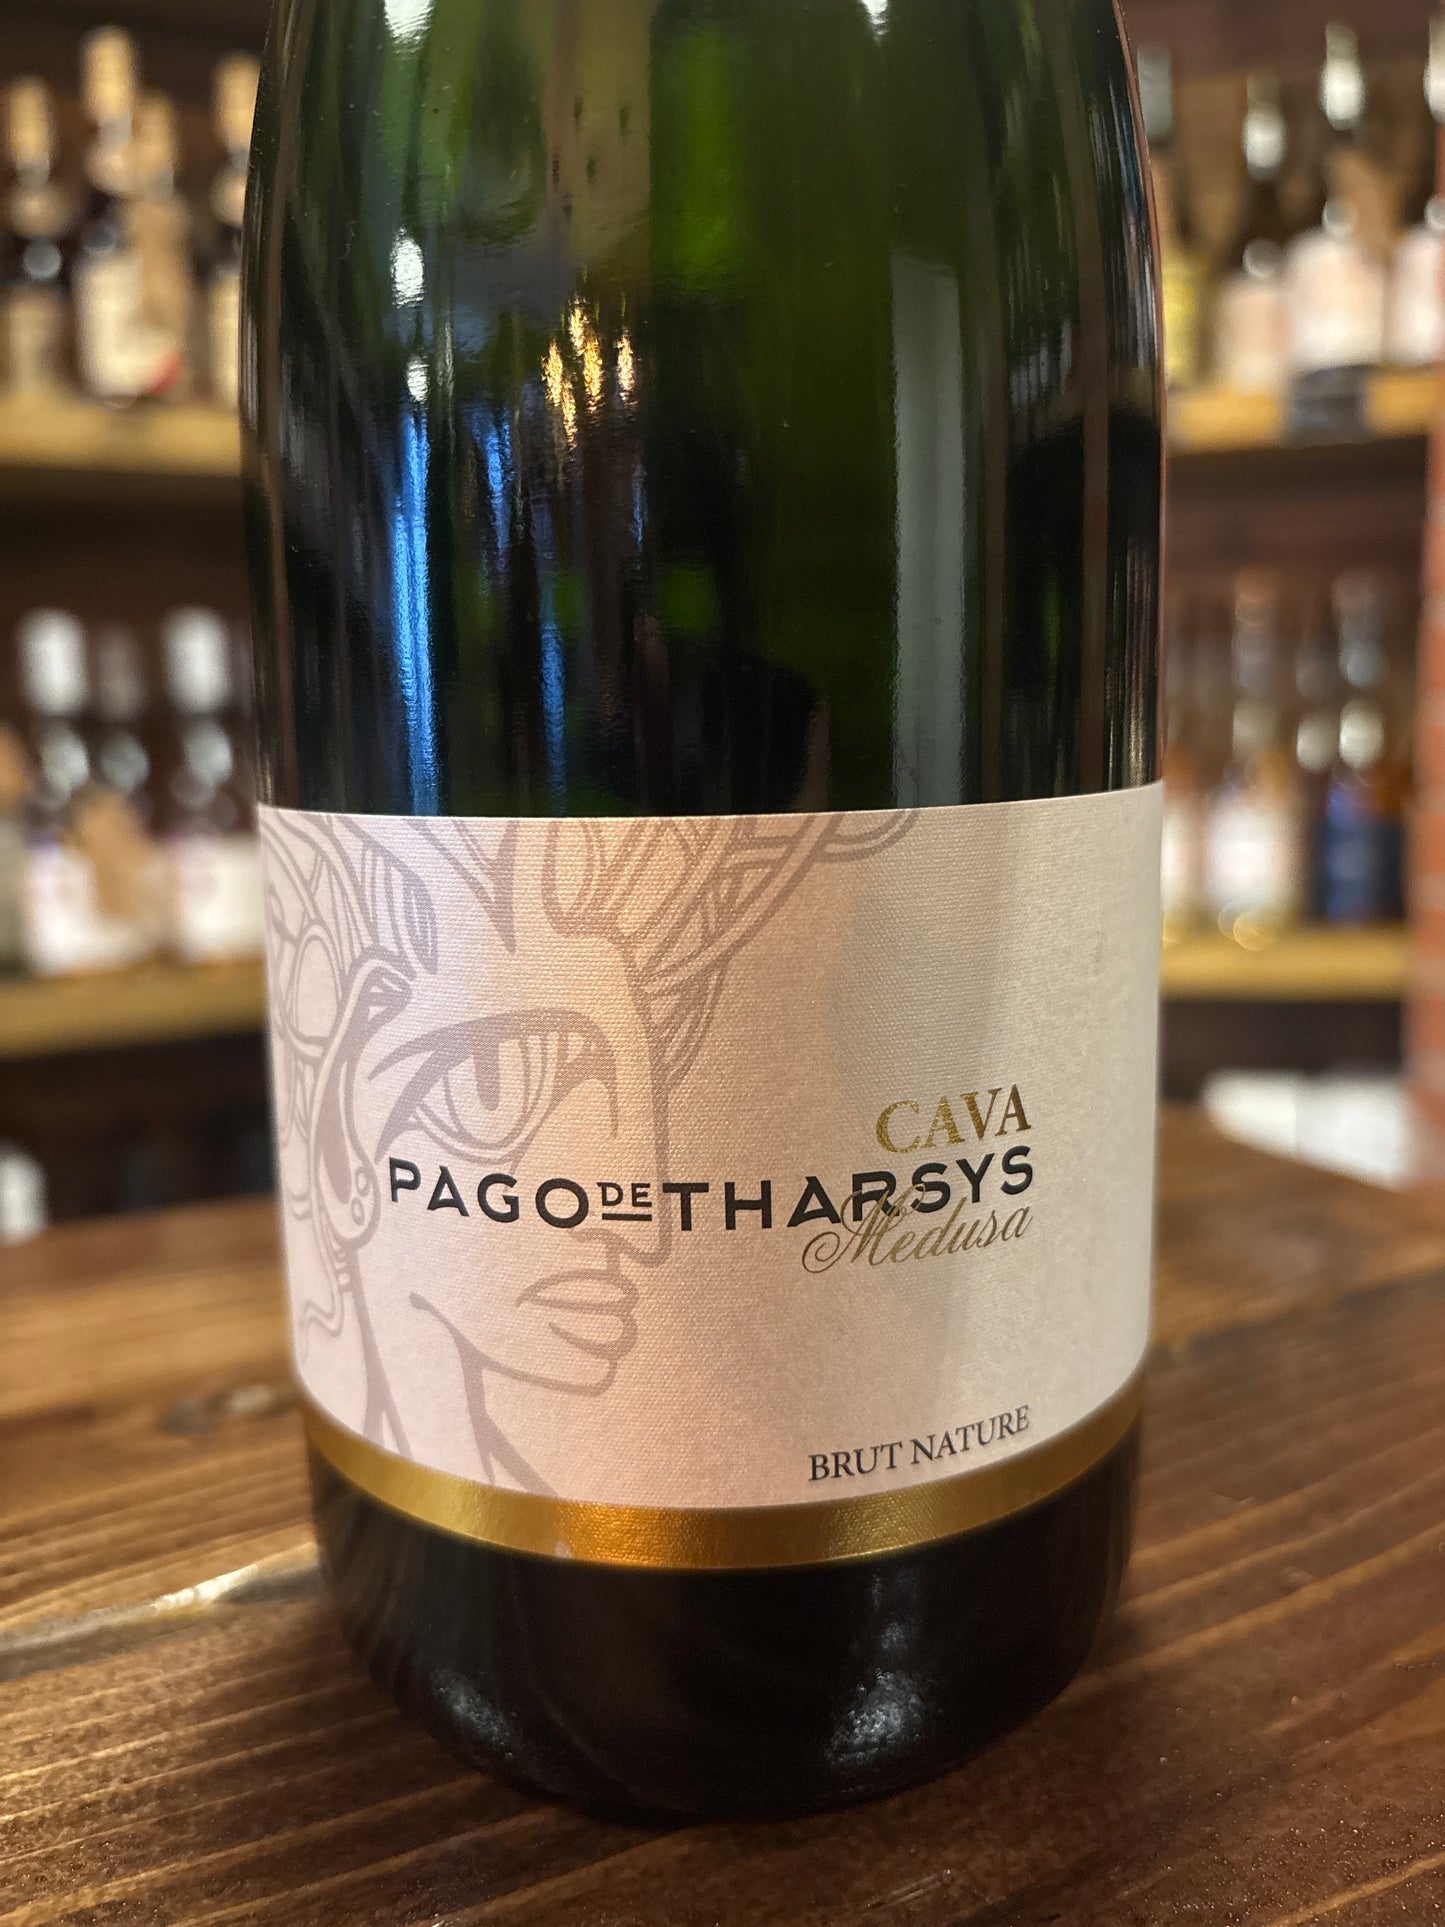 CAVA
PAGO DE THARSYS
Medusa
BRUT NATURE